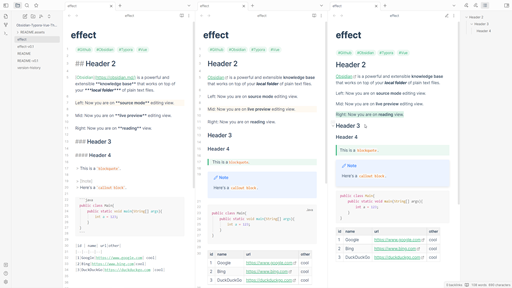 Obsidian-Typora-Vue-Th...
README.assets
effect
effect-v0.1
README
README-v0.1
version-history
effect
effect
#Github #Obsidian #Typora #Vue
## Header 2
[Obsidian](https://obsidian.md) is a powerful and
extensible **knowledge base** that works on top of
your **local folder** of plain text files.
Left: Now you are on **source mode** editing view.
Mid: Now you are on **live preview** editing view.
Right: Now you are on **reading** view.
### Header 3
#### Header 4
> This is a `blockquote`.
> [!note]
> Here's a `callout block`.
```java
public class Main{
public static void main(String[] args){
int a = 123;
}
}
```
|id | name| url|other|
|1|Google|https://www.google.com| cool|
|2|Bing|https://www.bing.com|cool|
|3|DuckDuckGo|https://duckduckgo.com |cool|
effect
effect
#Github #Obsidian #Typora #Vue
Header 2
Obsidian is a powerful and extensible knowledge base
that works on top of your local folder of plain text files.
Left: Now you are on source mode editing view.
Mid: Now you are on live preview editing view.
Right: Now you are on reading view.
Header 3
Header 4
This is a blockquote.
Note
Here's a callout block.
java
public class Main{
public static void main(String[] args){
int a = 123;
}
}
id name url other
1 Google https://www.google.com cool
2 Bing https://www.bing.com cool
3 DuckDuckGo https://duckduckgo.com cool
effect
effect
#Github #Obsidian #Typora #Vue
Header 2
Obsidian is a powerful and extensible knowledge base
that works on top of your local folder of plain text files.
Left: Now you are on source mode editing view.
Mid: Now you are on live preview editing view.
Right: Now you are on reading view.
Header 3
Header 4
This is a blockquote.
Note
Here's a callout block.
public class Main{
public static void main(String[] args){
int a = 123;
}
}
id name url other
1 Google https://www.google.com cool
2 Bing https://www.bing.com cool
3 DuckDuckGo https://duckduckgo.com cool
Header 2
Header 3
Header 4